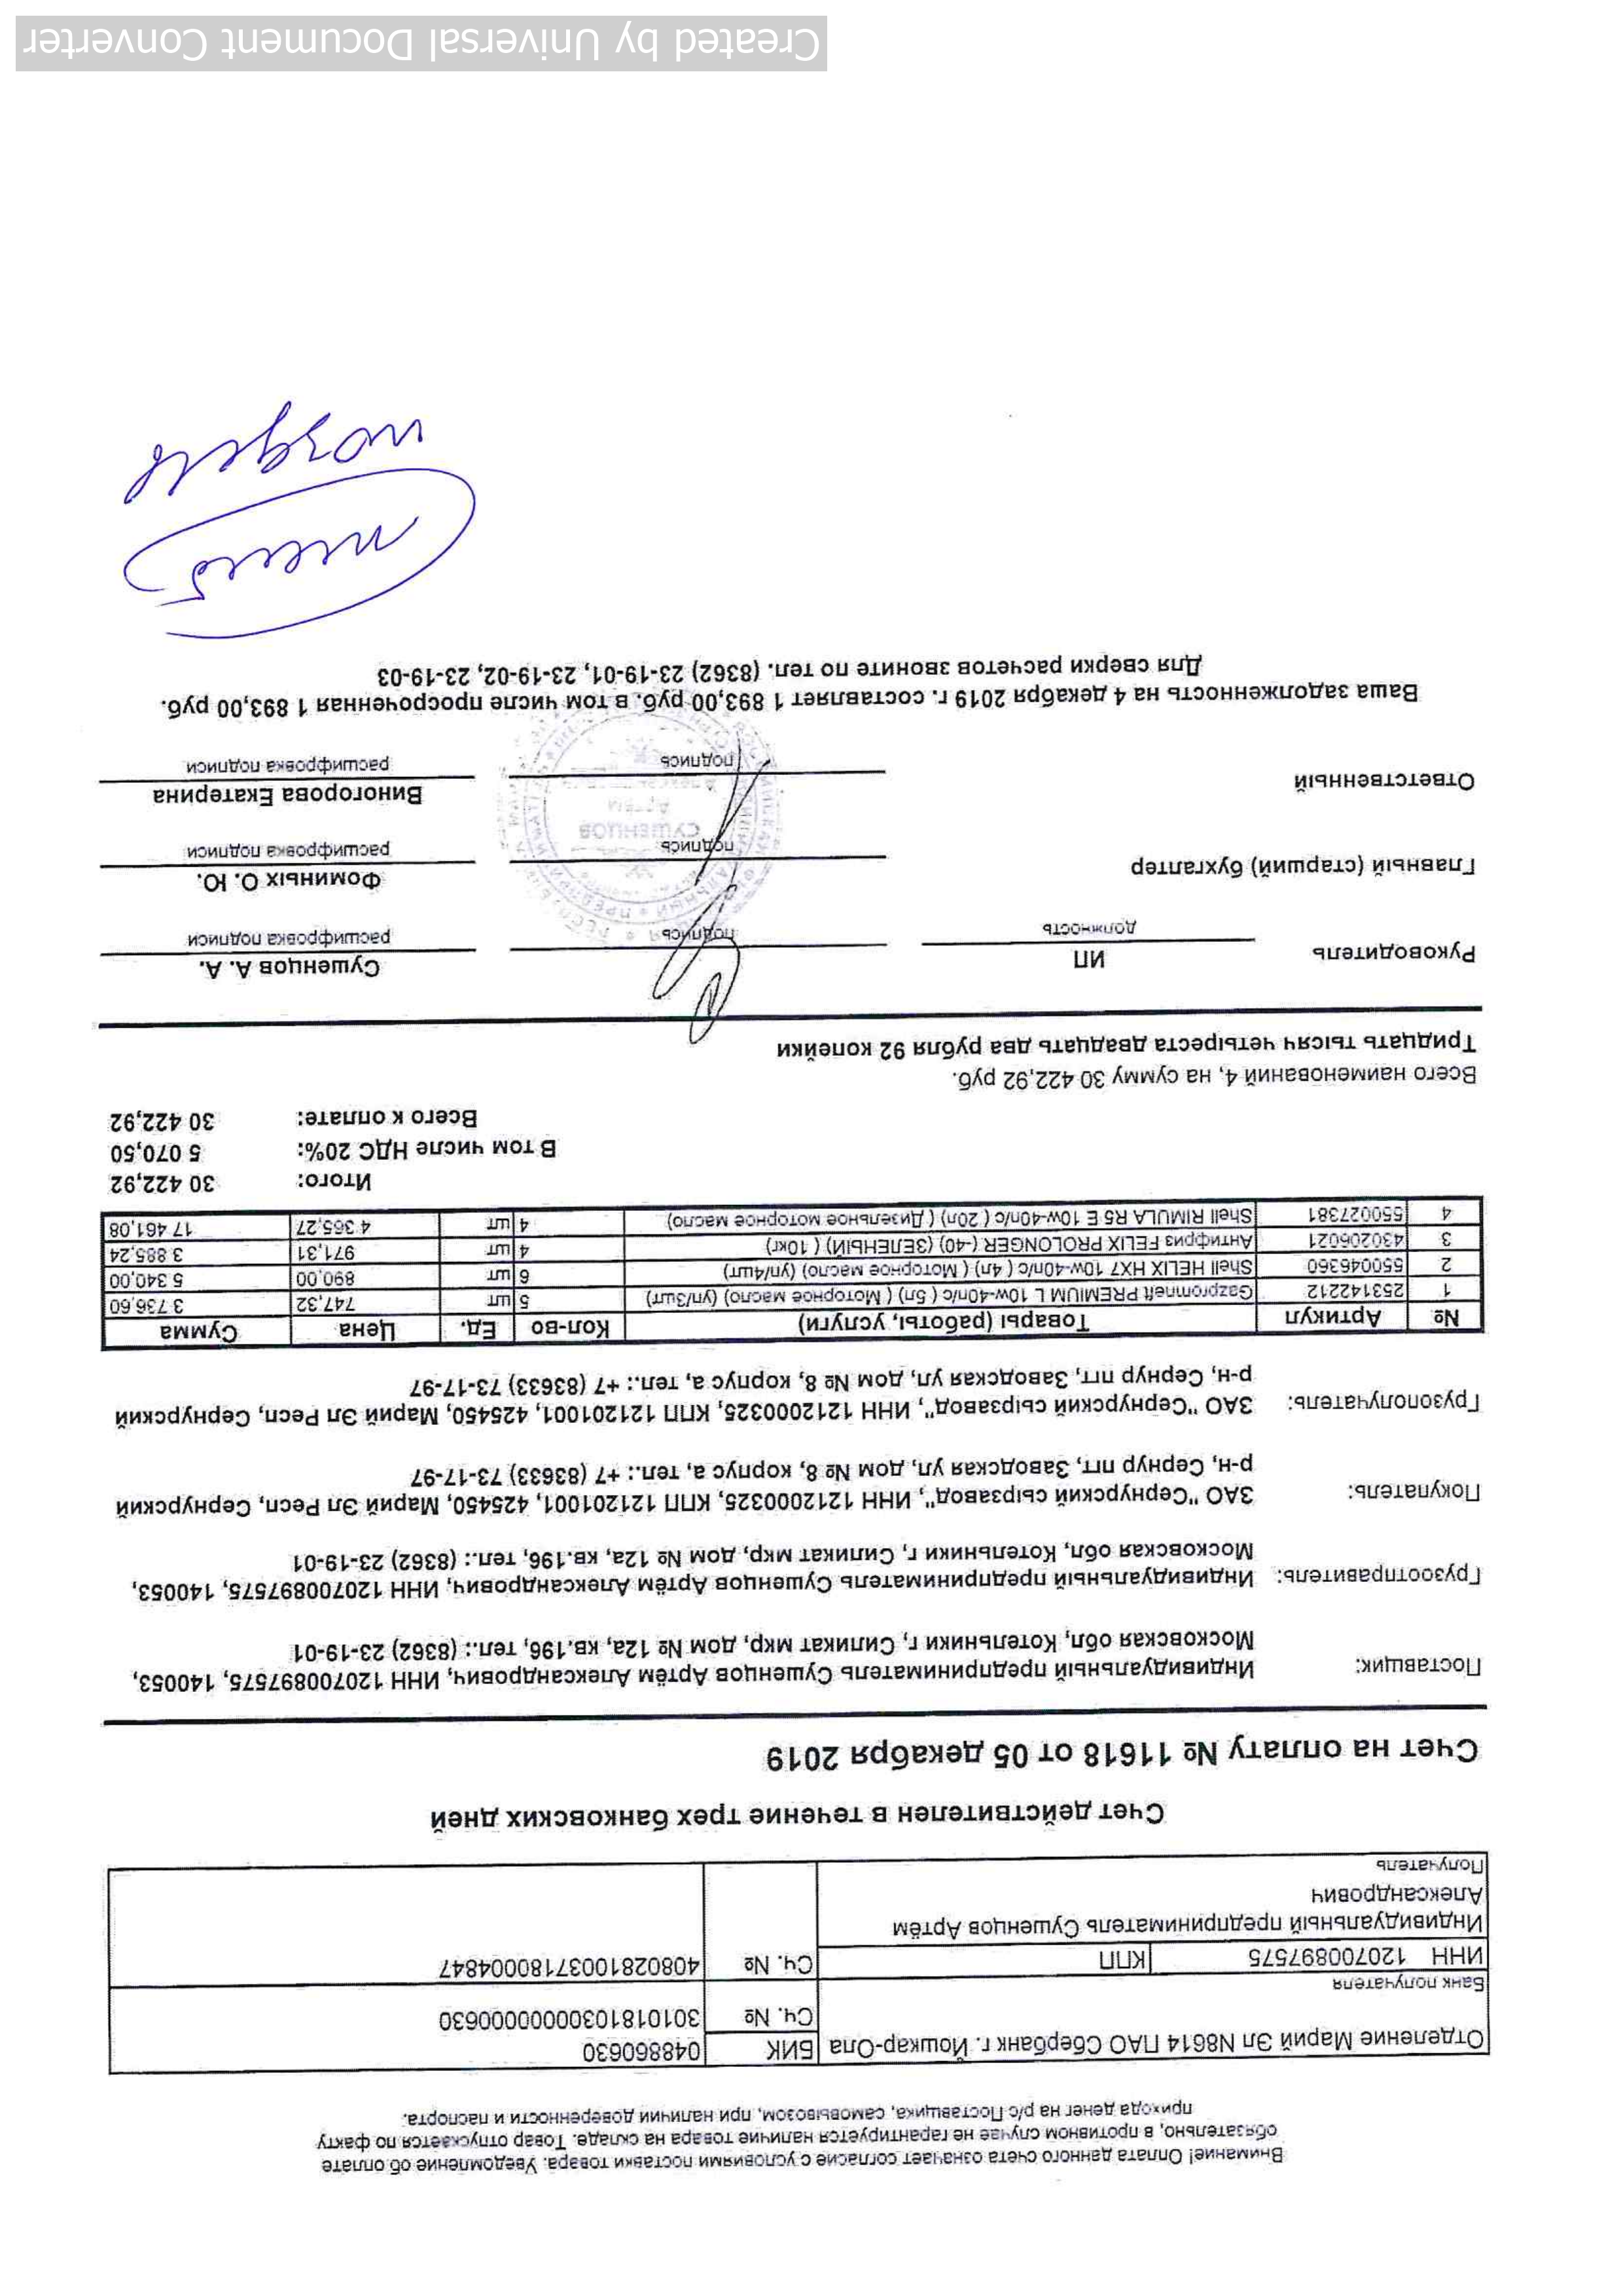 Внимание! Оплата данного счета означает согласие с условиями поставки товара. Уведомление об оплате
обязательно, в противном случае не гарантируется наличие товара на складе. Товар отпускается по факту
прихода денег на р/с Поставщика, самовывозом, при наличии доверенности и паспорта.
Отделение Марий Эл N8614 ПАО Сбербанк г. Йошкар-Ола БИК 048860630
Сч. № 30101810300000000630
Банк получателя
ИНН 120700897575 КПП Сч. № 40802810037180004847
Индивидуальный предприниматель Сушенцов Артём
Александрович
Получатель
Счет действителен в течение трех банковских дней
Счет на оплату № 11618 от 05 декабря 2019
Поставщик: Индивидуальный предприниматель Сушенцов Артём Александрович, ИНН 120700897575, 140053,
Московская обл, Котельники г, Силикат мкр, дом № 12а, кв.196, тел.: (8362) 23-19-01
Грузоотправитель: Индивидуальный предприниматель Сушенцов Артём Александрович, ИНН 120700897575, 140053,
Московская обл, Котельники г, Силикат мкр, дом № 12а, кв.196, тел.: (8362) 23-19-01
Покупатель: ЗАО "Сернурский сырзавод", ИНН 1212000325, КПП 121201001, 425450, Марий Эл Респ, Сернурский
р-н, Сернур пгт, Заводская ул, дом № 8, корпус а, тел.: +7 (83633) 73-17-97
Грузополучатель: ЗАО "Сернурский сырзавод", ИНН 1212000325, КПП 121201001, 425450, Марий Эл Респ, Сернурский
р-н, Сернур пгт, Заводская ул, дом № 8, корпус а, тел.: +7 (83633) 73-17-97
№ Артикул Товары (работы, услуги) Кол-во Ед. Цена Сумма
1 253142212 Gazpromneft PREMIUM L 10w-40п/с ( 5л) ( Моторное масло) (уп/3шт) 5 шт 747,32 3 736,60
2 550046360 Shell HELIX HX7 10w-40п/с ( 4л) ( Моторное масло) (уп/4шт) 6 шт 890,00 5 340,00
3 430206021 Антифриз FELIX PROLONGER (-40) (ЗЕЛЕНЫЙ) ( 10кг) 4 шт 971,31 3 885,24
4 550027381 Shell RIMULA R5 E 10w-40п/с ( 20л) ( Дизельное моторное масло) 4 шт 4 365,27 17 461,08
Итого: 30 422,92
В том числе НДС 20%: 5 070,50
Всего к оплате: 30 422,92
Всего наименований 4, на сумму 30 422,92 руб.
Тридцать тысяч четыреста двадцать два рубля 92 копейки
Руководитель ИП Сушенцов А. А.
должность подпись расшифровка подписи
Главный (старший) бухгалтер Фоминых О. Ю.
подпись расшифровка подписи
Ответственный Виногорова Екатерина
подпись расшифровка подписи
СУШЕНЦОВ
Артём
Ваша задолженность на 4 декабря 2019 г. составляет 1 893,00 руб. в том числе просроченная 1 893,00 руб.
Для сверки расчетов звоните по тел. (8362) 23-19-01, 23-19-02, 23-19-03
Created by Universal Document Converter